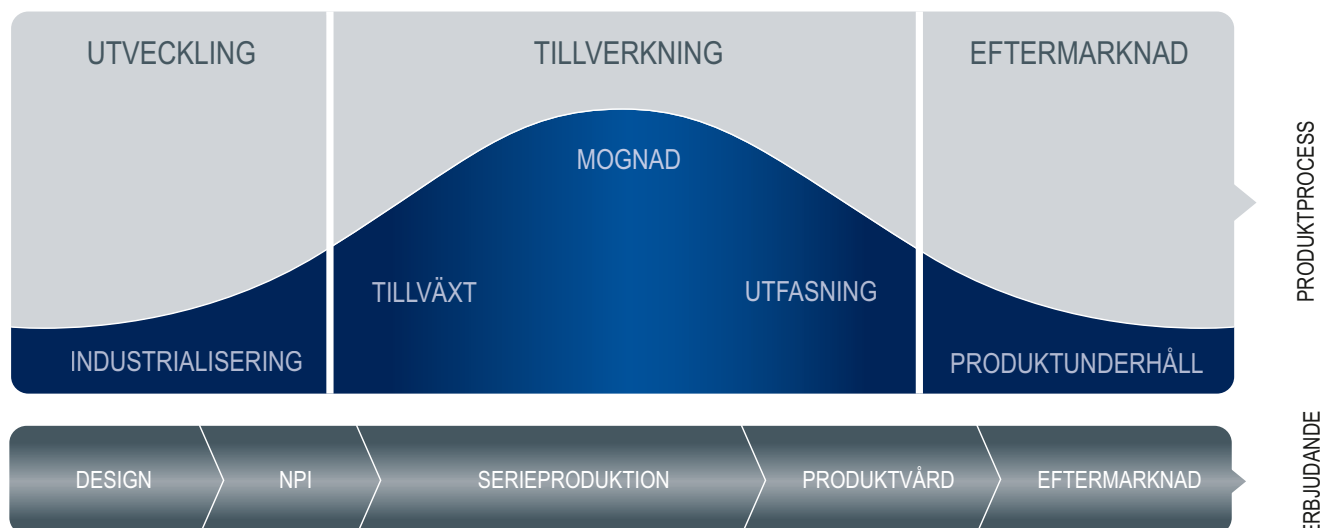 UTVECKLING
TILLVERKNING
EFTERMARKNAD
MOGNAD
TILLVÄXT
UTFASNING
INDUSTRIALISERING
PRODUKTUNDERHÅLL
PRODUKTPROCESS
DESIGN
NPI
SERIEPRODUKTION
PRODUKTVÅRD
EFTERMARKNAD